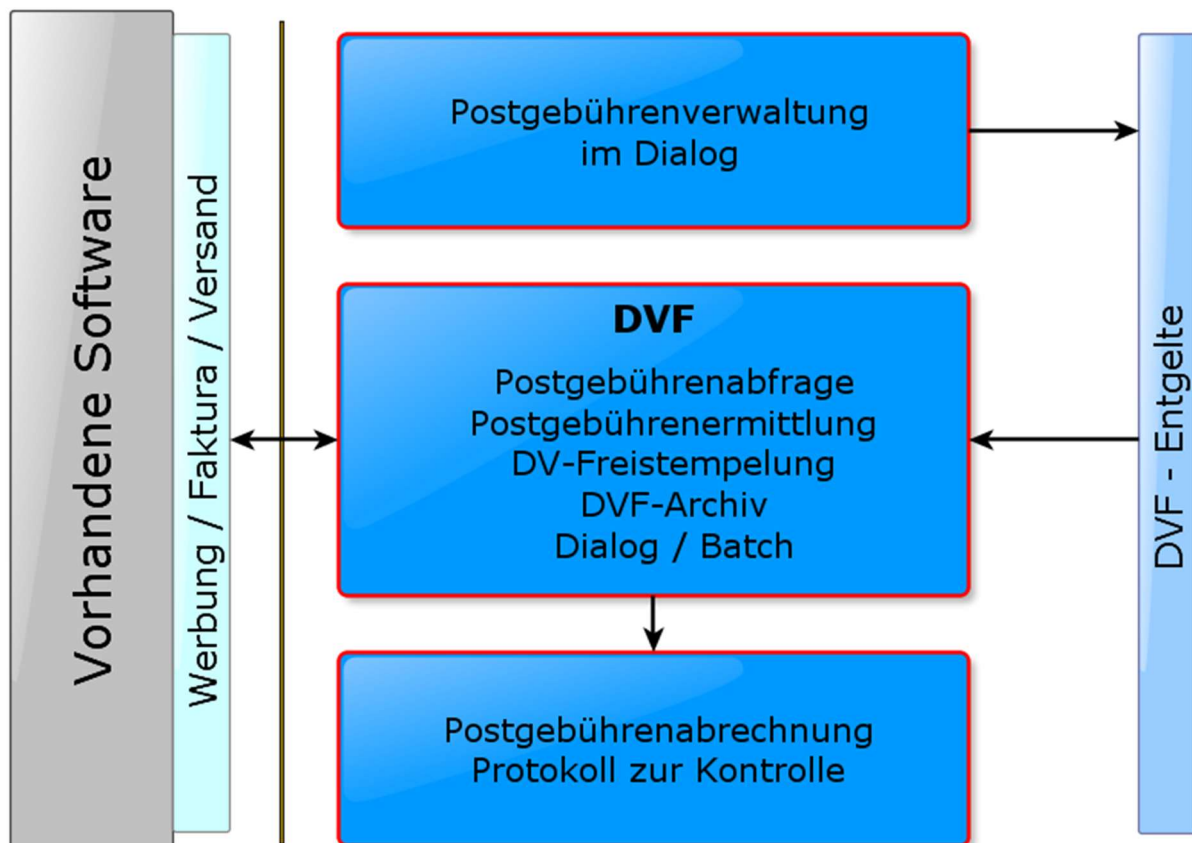 Vorhandene Software
Werbung / Faktura / Versand
Postgebührenverwaltung
im Dialog
DVF
Postgebührenabfrage
Postgebührenermittlung
DV-Freistempelung
DVF-Archiv
Dialog / Batch
Postgebührenabrechnung
Protokoll zur Kontrolle
DVF - Entgelte